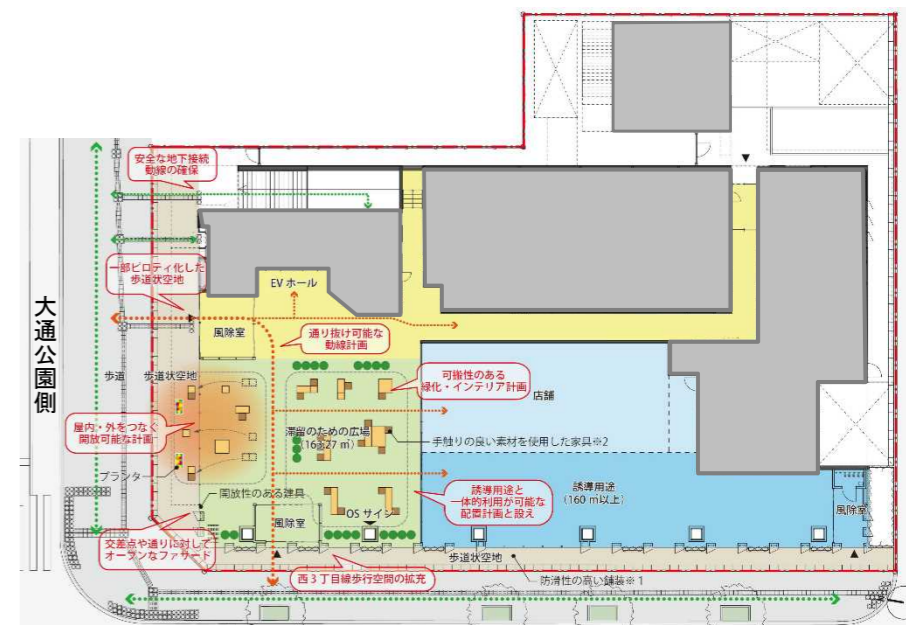 安全な地下接続
動線の確保
一部ピロティ化した
歩道状空地
EVホール
風除室
通り抜け可能な
動線計画
大通公園側
歩道
歩道状空地
可変性のある
緑化・インテリア計画
店舗
屋内・外をつなぐ
開放可能な計画
滞留のための広場
(163.27㎡)
手触りの良い素材を使用した家具※2
プランター
開放性のある建具
誘導用途と
一体的利用が可能な
配置計画と設え
誘導用途
(160㎡以上)
風除室
OSサイン
風除室
交差点や通りに対して
オープンなファサード
歩道状空地
西3丁目線歩行空間の拡充
防滑性の高い舗装※1